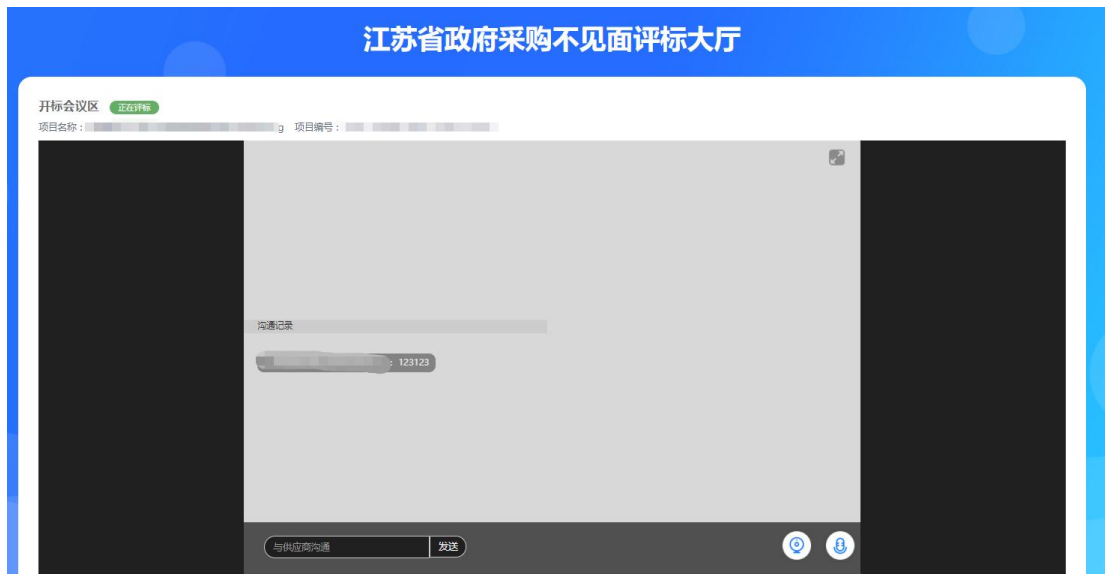 江苏省政府采购不见面评标大厅
开标会议区 正在评标
项目名称： g 项目编号：
沟通记录
：123123
与供应商沟通 发送